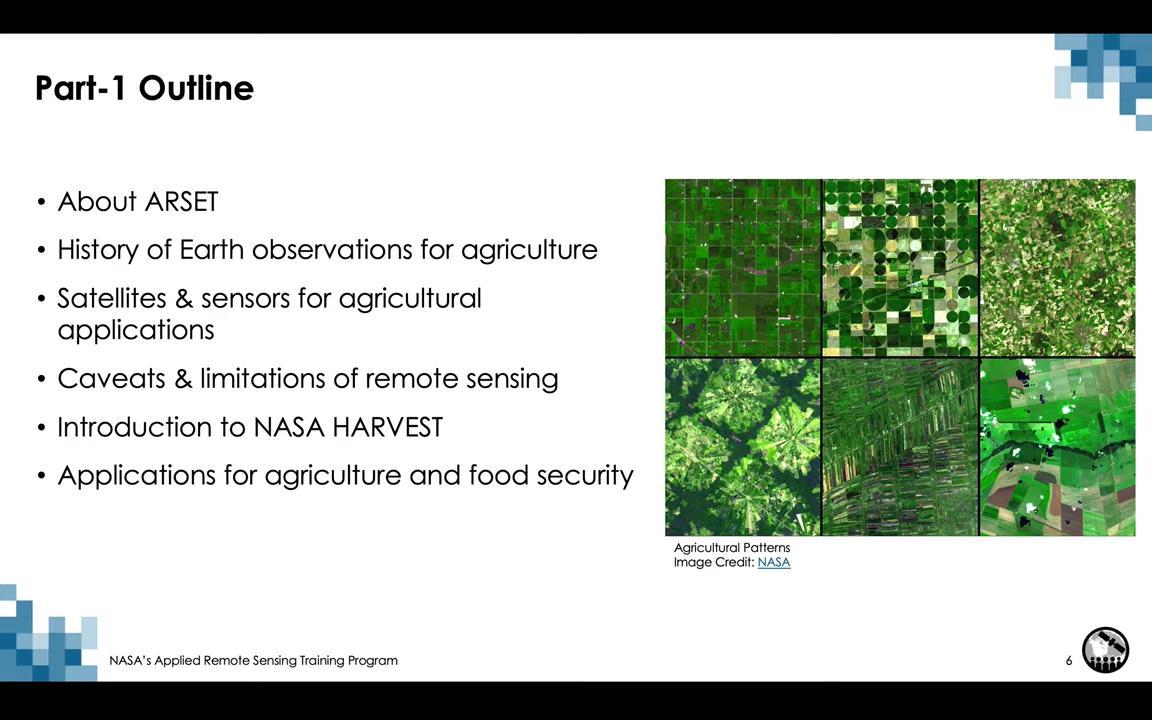 Part-1 Outline
• About ARSET
• History of Earth observations for agriculture
• Satellites & sensors for agricultural
applications
• Caveats & limitations of remote sensing
• Introduction to NASA HARVEST
• Applications for agriculture and food security
Agricultural Patterns
Image Credit: NASA
NASA's Applied Remote Sensing Training Program
6